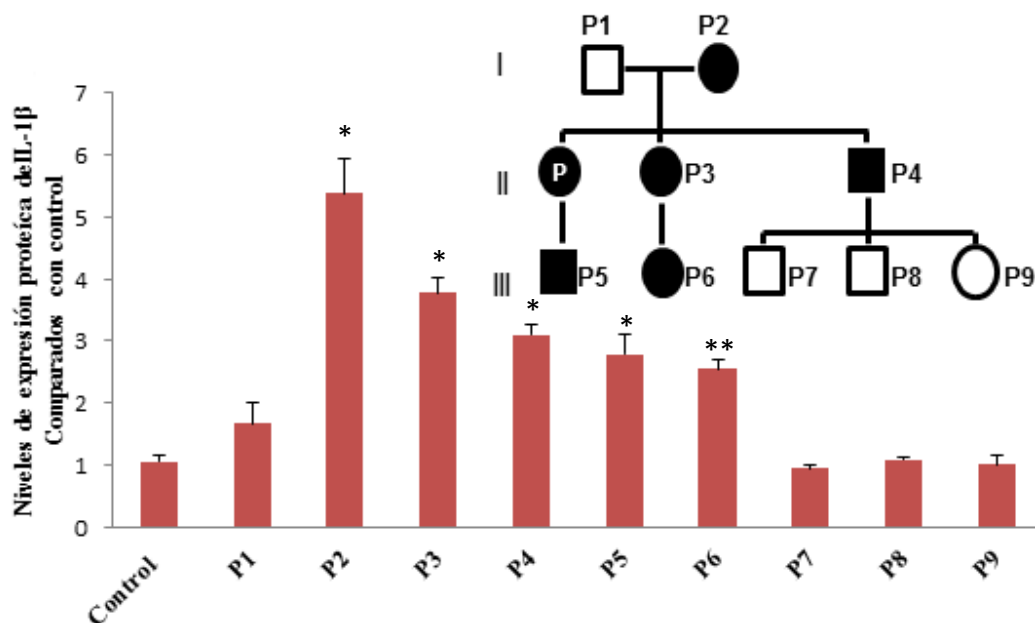 P1 P2
I
P P3 P4
II
P5 P6 P7 P8 P9
III
Niveles de expresión proteíca deIL-1β
Comparados con control
7
6
5
4
3
2
1
0
* * * * **
Control P1 P2 P3 P4 P5 P6 P7 P8 P9